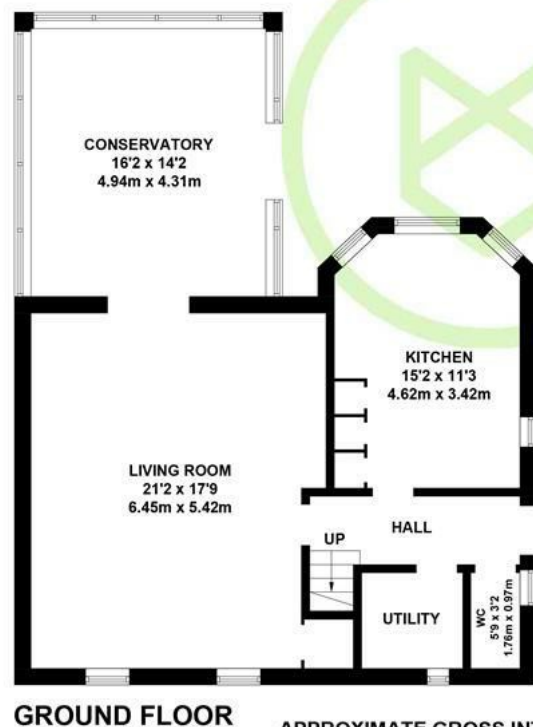 CONSERVATORY
16'2 x 14'2
4.94m x 4.31m
KITCHEN
15'2 x 11'3
4.62m x 3.42m
LIVING ROOM
21'2 x 17'9
6.45m x 5.42m
HALL
UP
UTILITY
WC
5'9 x 3'2
1.76m x 0.97m
GROUND FLOOR
APPROXIMATE GROSS INT